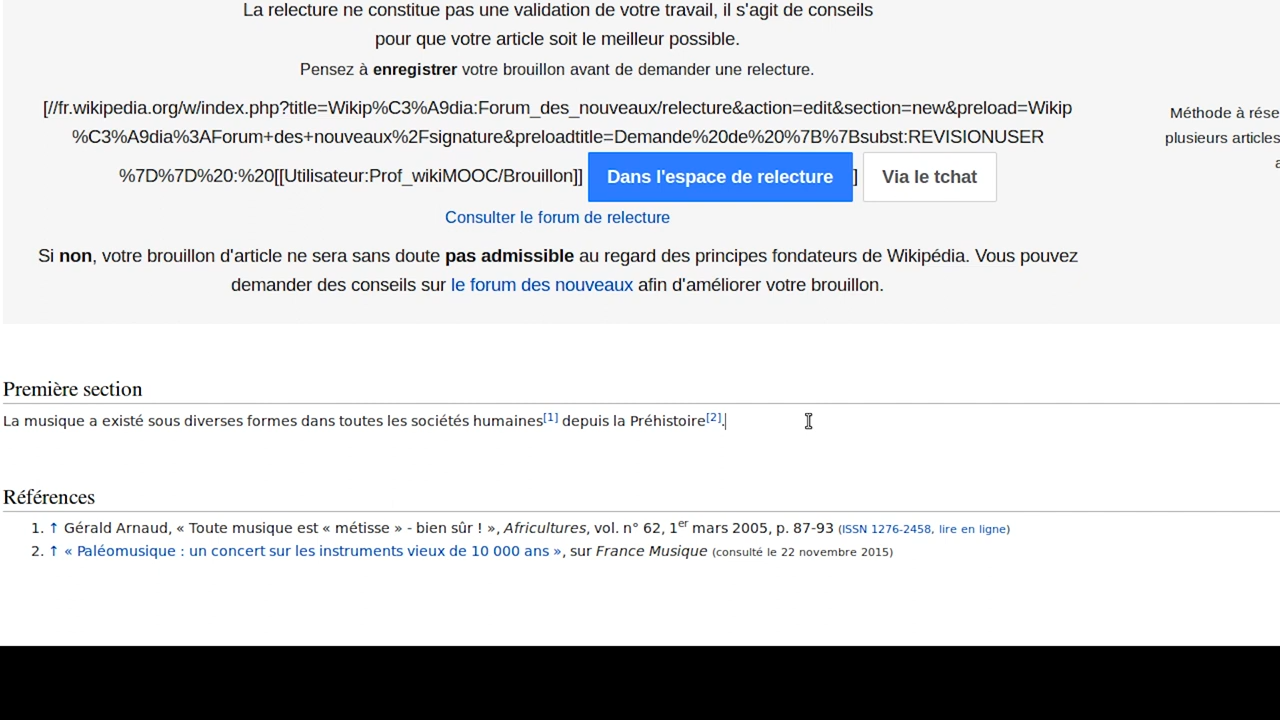 La relecture ne constitue pas une validation de votre travail, il s'agit de conseils
pour que votre article soit le meilleur possible.
Pensez à enregistrer votre brouillon avant de demander une relecture.
[//fr.wikipedia.org/w/index.php?title=Wikip%C3%A9dia:Forum_des_nouveaux/relecture&action=edit&section=new&preload=Wikip
%C3%A9dia%3AForum+des+nouveaux%2Fsignature&preloadtitle=Demande%20de%20%7B%7Bsubst:REVISIONUSER
%7D%7D%20:%20[[Utilisateur:Prof_wikiMOOC/Brouillon]] Dans l'espace de relecture ] Via le tchat
Consulter le forum de relecture
Si non, votre brouillon d'article ne sera sans doute pas admissible au regard des principes fondateurs de Wikipédia. Vous pouvez
demander des conseils sur le forum des nouveaux afin d'améliorer votre brouillon.
Méthode à rése
plusieurs articles
a
Première section
La musique a existé sous diverses formes dans toutes les sociétés humaines[1] depuis la Préhistoire[2].
Références
1. ↑ Gérald Arnaud, « Toute musique est « métisse » - bien sûr ! », Africultures, vol. n° 62, 1er mars 2005, p. 87-93 (ISSN 1276-2458, lire en ligne)
2. ↑ « Paléomusique : un concert sur les instruments vieux de 10 000 ans », sur France Musique (consulté le 22 novembre 2015)